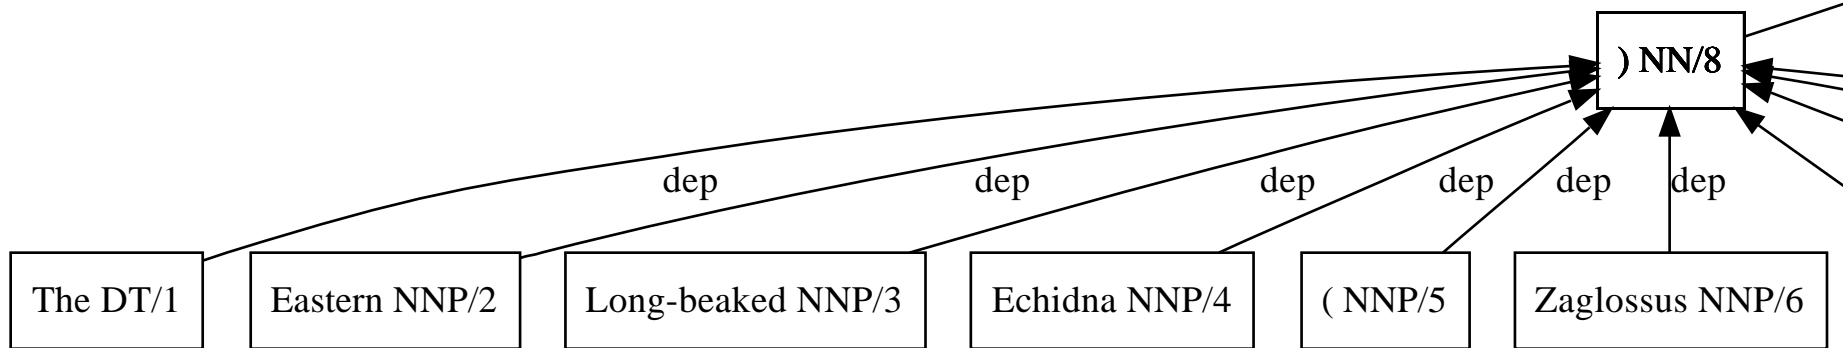 ) NN/8
dep
dep
dep
dep
dep
dep
The DT/1
Eastern NNP/2
Long-beaked NNP/3
Echidna NNP/4
( NNP/5
Zaglossus NNP/6